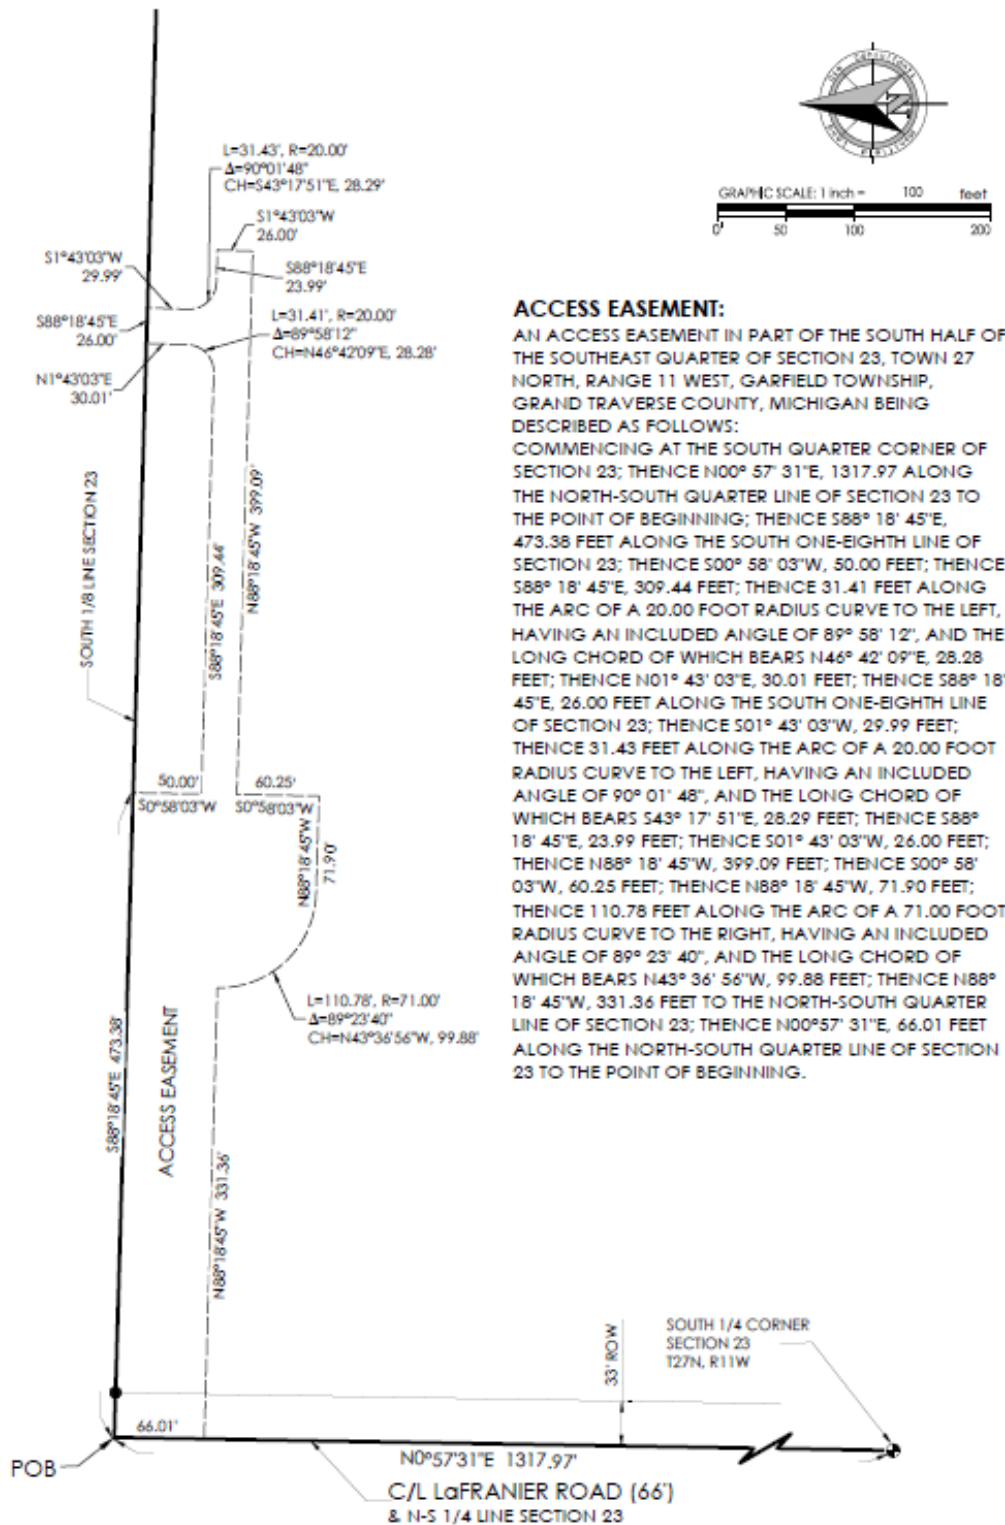 L=31.43', R=20.00'
Δ=90°01'48"
CH=S43°17'51"E, 28.29'
S1°43'03"W
26.00'
S1°43'03"W
29.99'
S88°18'45"E
23.99'
S88°18'45"E
26.00'
L=31.41', R=20.00'
Δ=89°58'12"
CH=N46°42'09"E, 28.28'
N1°43'03"E
30.01'
N
GRAPHIC SCALE: 1 inch = 100 feet
0' 50 100 200
ACCESS EASEMENT:
AN ACCESS EASEMENT IN PART OF THE SOUTH HALF OF
THE SOUTHEAST QUARTER OF SECTION 23, TOWN 27
NORTH, RANGE 11 WEST, GARFIELD TOWNSHIP,
GRAND TRAVERSE COUNTY, MICHIGAN BEING
DESCRIBED AS FOLLOWS:
COMMENCING AT THE SOUTH QUARTER CORNER OF
SECTION 23; THENCE N00° 57' 31"E, 1317.97 ALONG
THE NORTH-SOUTH QUARTER LINE OF SECTION 23 TO
THE POINT OF BEGINNING; THENCE S88° 18' 45"E,
473.38 FEET ALONG THE SOUTH ONE-EIGHTH LINE OF
SECTION 23; THENCE S00° 58' 03"W, 50.00 FEET; THENCE
S88° 18' 45"E, 309.44 FEET; THENCE 31.41 FEET ALONG
THE ARC OF A 20.00 FOOT RADIUS CURVE TO THE LEFT,
HAVING AN INCLUDED ANGLE OF 89° 58' 12", AND THE
LONG CHORD OF WHICH BEARS N46° 42' 09"E, 28.28
FEET; THENCE N01° 43' 03"E, 30.01 FEET; THENCE S88° 18'
45"E, 26.00 FEET ALONG THE SOUTH ONE-EIGHTH LINE
OF SECTION 23; THENCE S01° 43' 03"W, 29.99 FEET;
THENCE 31.43 FEET ALONG THE ARC OF A 20.00 FOOT
RADIUS CURVE TO THE LEFT, HAVING AN INCLUDED
ANGLE OF 90° 01' 48", AND THE LONG CHORD OF
WHICH BEARS S43° 17' 51"E, 28.29 FEET; THENCE S88°
18' 45"E, 23.99 FEET; THENCE S01° 43' 03"W, 26.00 FEET;
THENCE N88° 18' 45"W, 399.09 FEET; THENCE S00° 58'
03"W, 60.25 FEET; THENCE N88° 18' 45"W, 71.90 FEET;
THENCE 110.78 FEET ALONG THE ARC OF A 71.00 FOOT
RADIUS CURVE TO THE RIGHT, HAVING AN INCLUDED
ANGLE OF 89° 23' 40", AND THE LONG CHORD OF
WHICH BEARS N43° 36' 56"W, 99.88 FEET; THENCE N88°
18' 45"W, 331.36 FEET TO THE NORTH-SOUTH QUARTER
LINE OF SECTION 23; THENCE N00°57' 31"E, 66.01 FEET
ALONG THE NORTH-SOUTH QUARTER LINE OF SECTION
23 TO THE POINT OF BEGINNING.
SOUTH 1/8 LINE SECTION 23
S88°18'45"E 309.44'
N88°18'45"W 399.09'
50.00'
S0°58'03"W
60.25'
S0°58'03"W
N88°18'45"W
71.90'
L=110.78', R=71.00'
Δ=89°23'40"
CH=N43°36'56"W, 99.88'
S88°18'45"E 473.38'
ACCESS EASEMENT
N88°18'45"W 331.36'
33' ROW
SOUTH 1/4 CORNER
SECTION 23
T27N, R11W
66.01'
POB
N0°57'31"E 1317.97'
C/L LaFRANIER ROAD (66')
& N-S 1/4 LINE SECTION 23